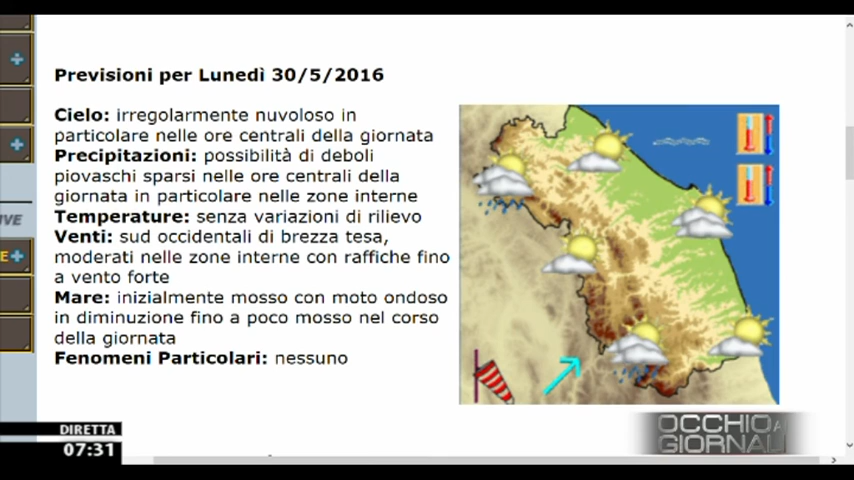 Previsioni per Lunedì 30/5/2016
Cielo: irregolarmente nuvoloso in
particolare nelle ore centrali della giornata
Precipitazioni: possibilità di deboli
piovaschi sparsi nelle ore centrali della
giornata in particolare nelle zone interne
Temperature: senza variazioni di rilievo
Venti: sud occidentali di brezza tesa,
moderati nelle zone interne con raffiche fino
a vento forte
Mare: inizialmente mosso con moto ondoso
in diminuzione fino a poco mosso nel corso
della giornata
Fenomeni Particolari: nessuno
IVE
E
DIRETTA
07:31
OCCHIO AI
GIORNALI